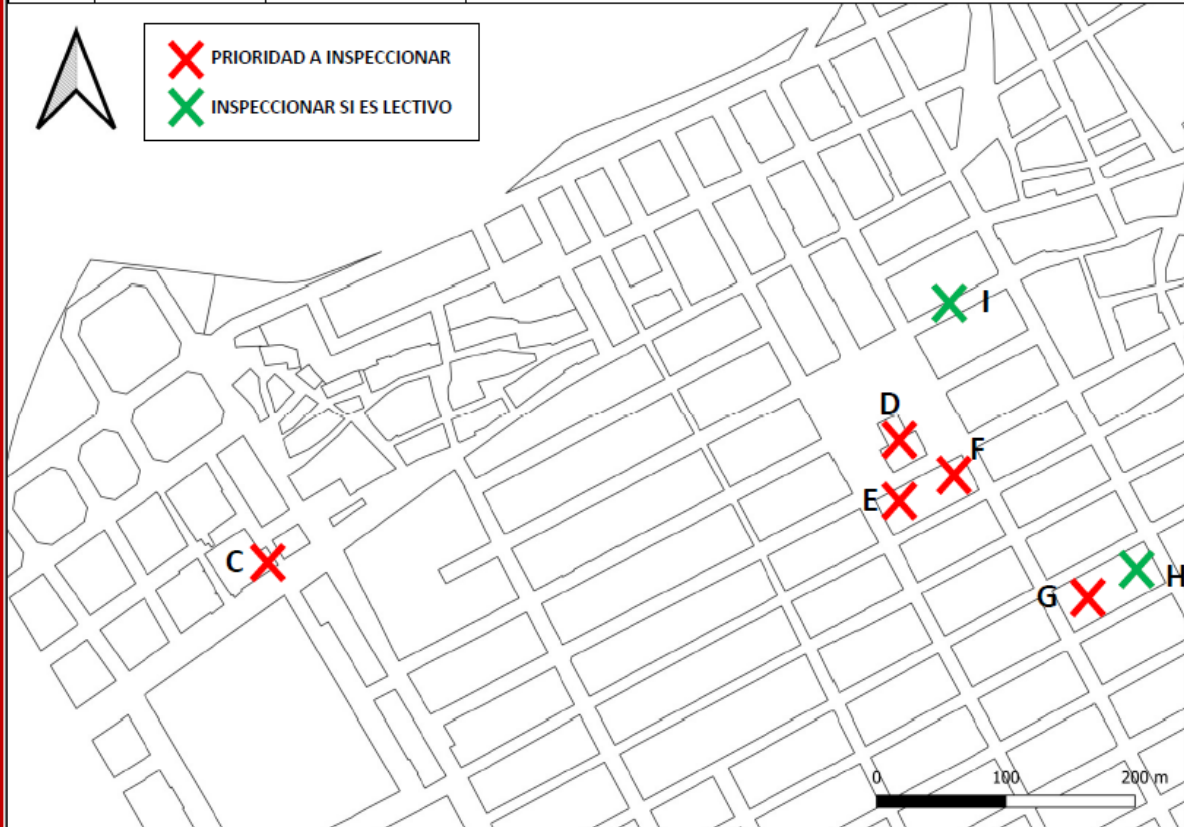 PRIORIDAD A INSPECCIONAR
INSPECCIONAR SI ES LECTIVO
I
D
F
E
C
H
G
0 100 200 m